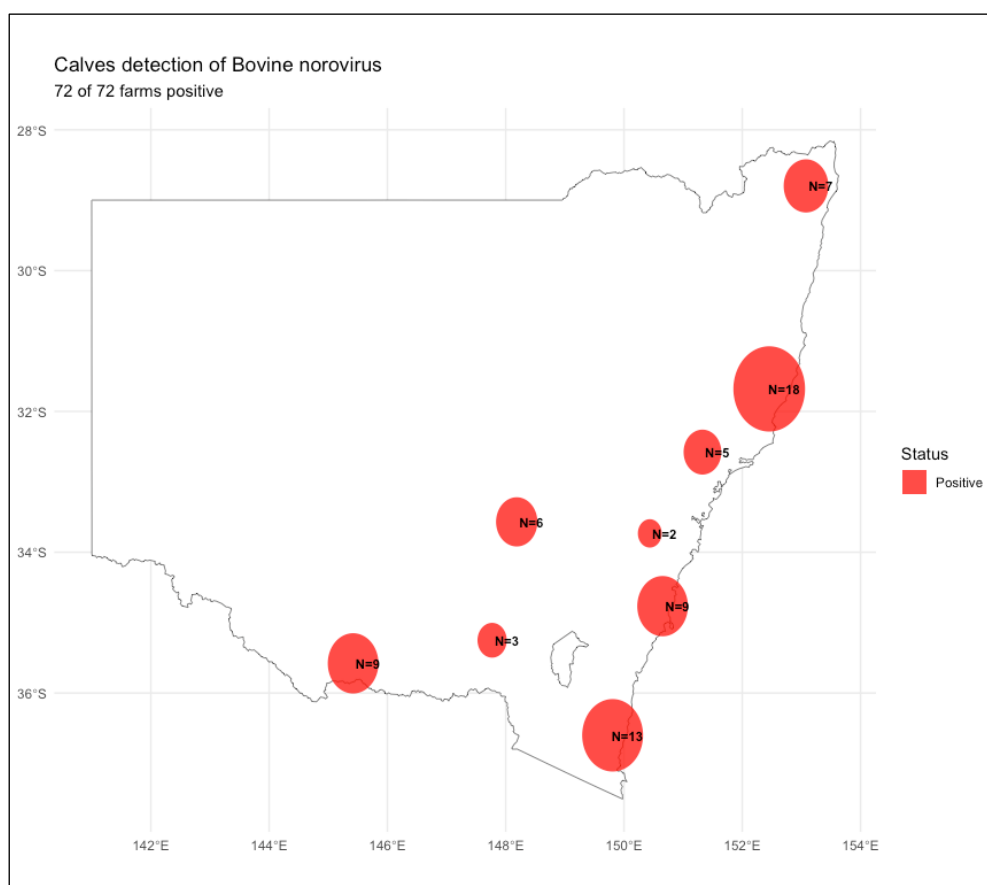 Calves detection of Bovine norovirus
72 of 72 farms positive
28°S
N=7
30°S
N=18
32°S
N=5
Status
Positive
N=6
N=2
34°S
N=9
N=3
N=9
36°S
N=13
142°E
144°E
146°E
148°E
150°E
152°E
154°E